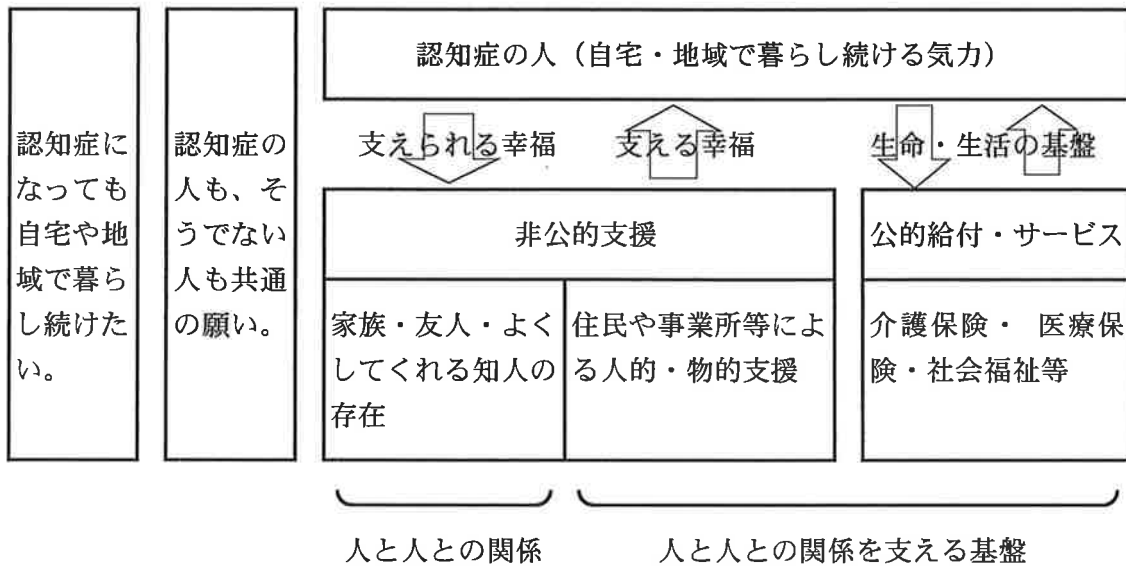 認知症に
なっても
自宅や地
域で暮ら
し続けた
い。
認知症の
人も、そ
うでない
人も共通
の願い。
認知症の人（自宅・地域で暮らし続ける気力）
支えられる幸福
支える幸福
生命・生活の基盤
非公的支援
公的給付・サービス
家族・友人・よく
してくれる知人の
存在
住民や事業所等によ
る人的・物的支援
介護保険・ 医療保
険・社会福祉等
人と人との関係
人と人との関係を支える基盤